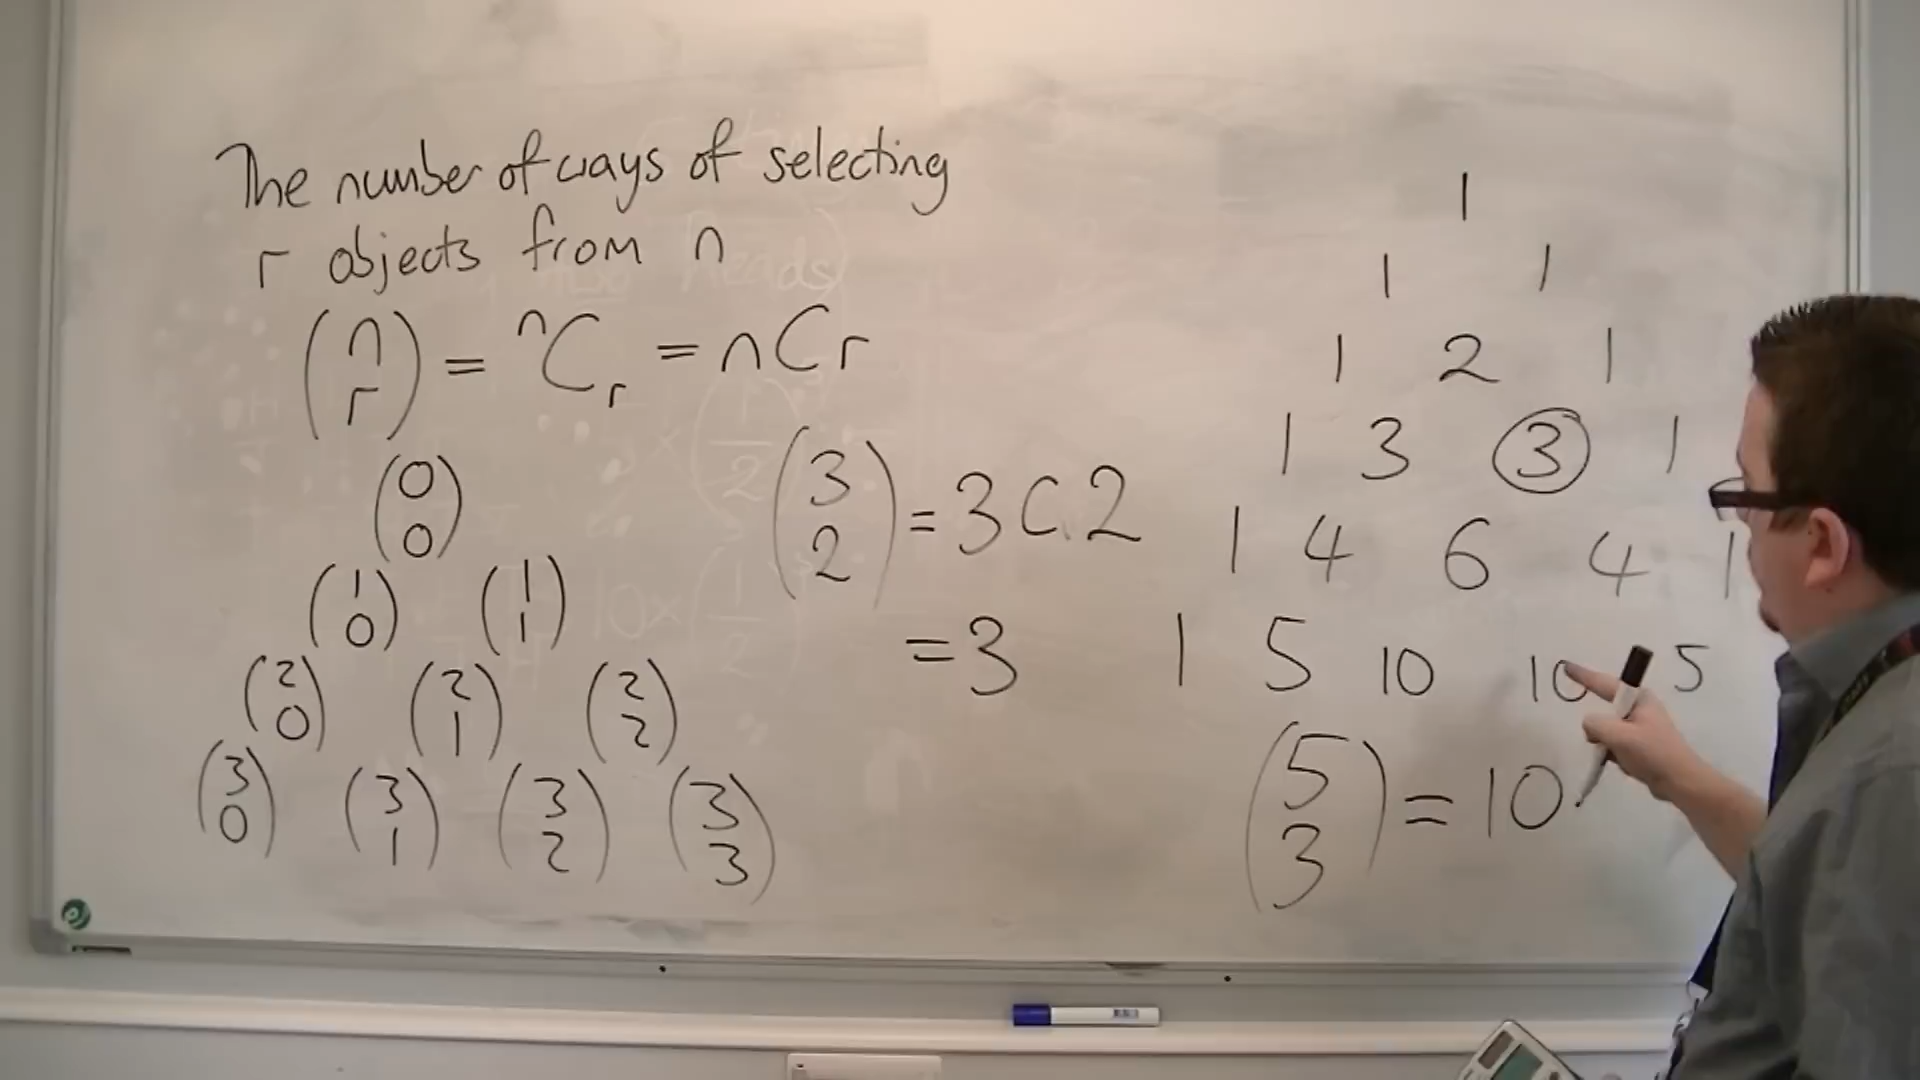 The number of ways of selecting
r objects from n
(n r) = ⁿCᵣ = nCr
(0 0)
(1 0) (1 1)
(2 0) (2 1) (2 2)
(3 0) (3 1) (3 2) (3 3)
(3 2) = 3C2
= 3
1
1 1
1 2 1
1 3 3 1
1 4 6 4 1
1 5 10 10 5
(5 3) = 10